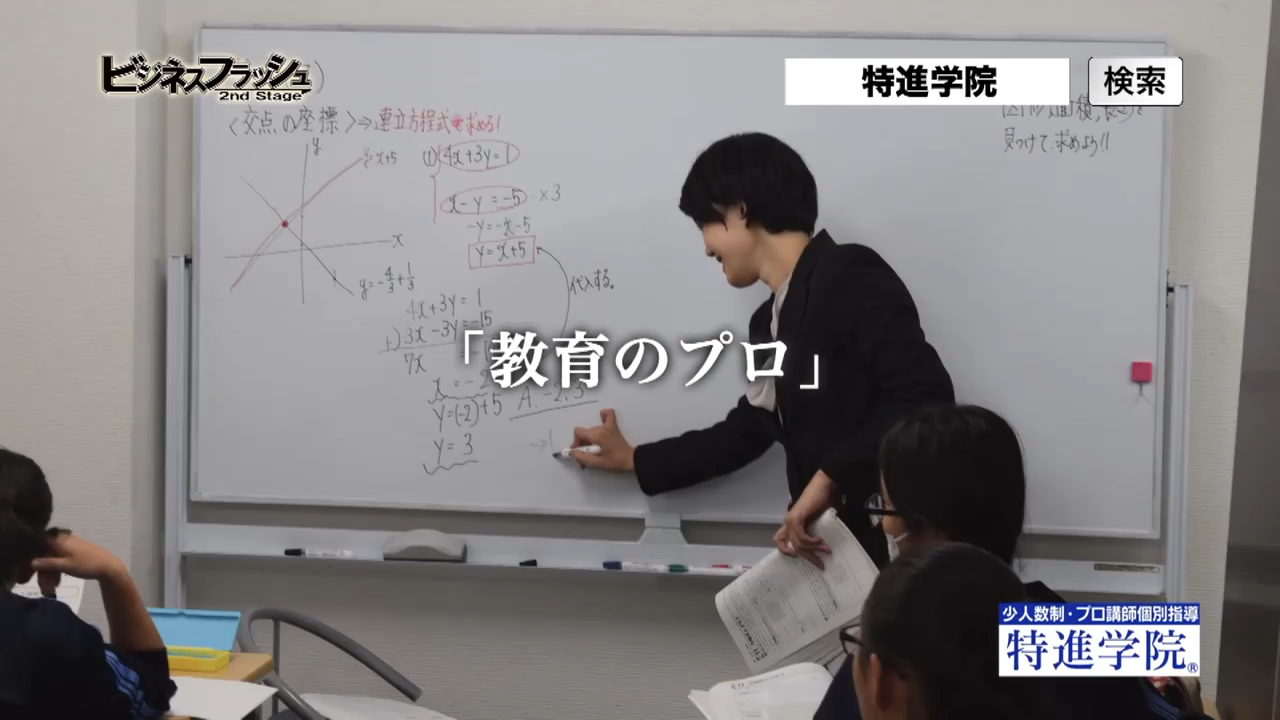 ビジネスフラッシュ
2nd Stage
特進学院 検索
<交点の座標>⇒連立方程式を求める!
見つけて、求めよう!!
y
y=x+5
(1) 4x+3y=1
x-y=-5 ×3
-y=-x-5
y=x+5
x
y=-4/3+1/3
代入する。
4x+3y=1
+)3x-3y=-15
7x
「教育のプロ」
y=(-2)+5
y=3
少人数制・プロ講師個別指導
特進学院®